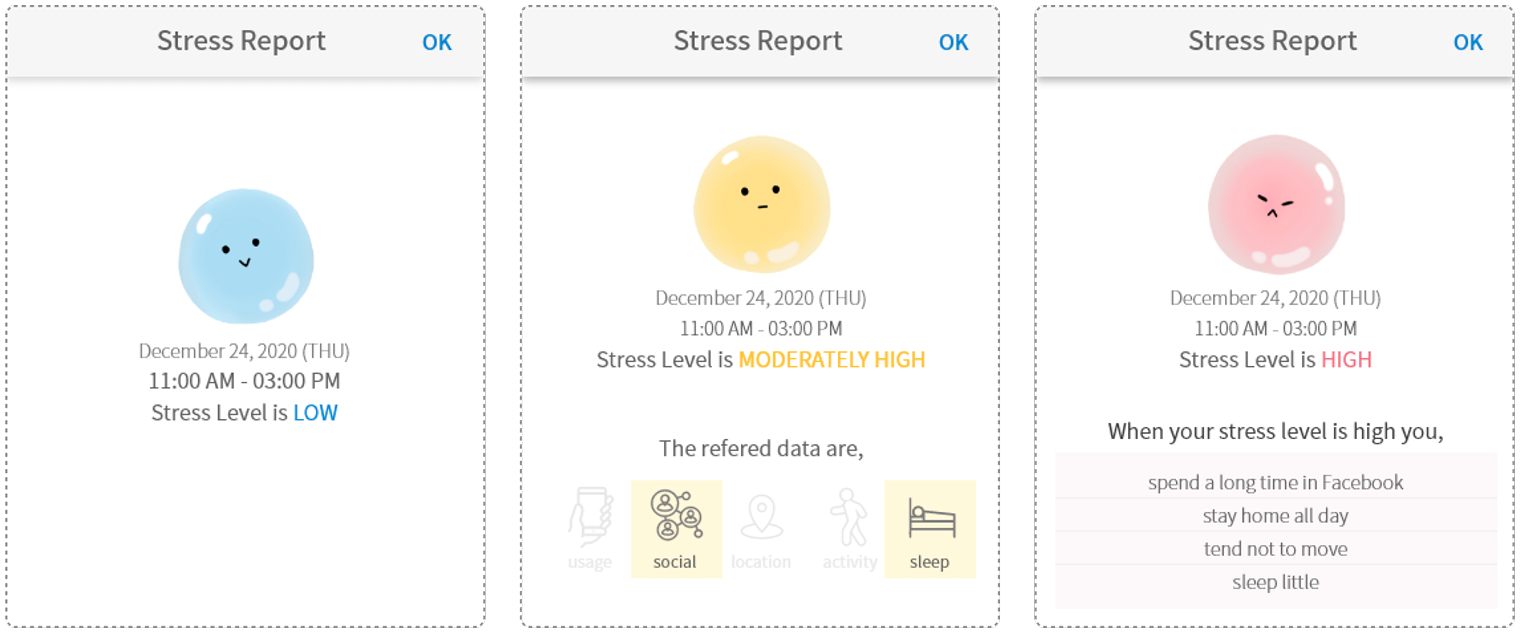 Stress Report OK
December 24, 2020 (THU)
11:00 AM - 03:00 PM
Stress Level is LOW
Stress Report OK
December 24, 2020 (THU)
11:00 AM - 03:00 PM
Stress Level is MODERATELY HIGH
The refered data are,
usage social location activity sleep
Stress Report OK
December 24, 2020 (THU)
11:00 AM - 03:00 PM
Stress Level is HIGH
When your stress level is high you,
spend a long time in Facebook
stay home all day
tend not to move
sleep little